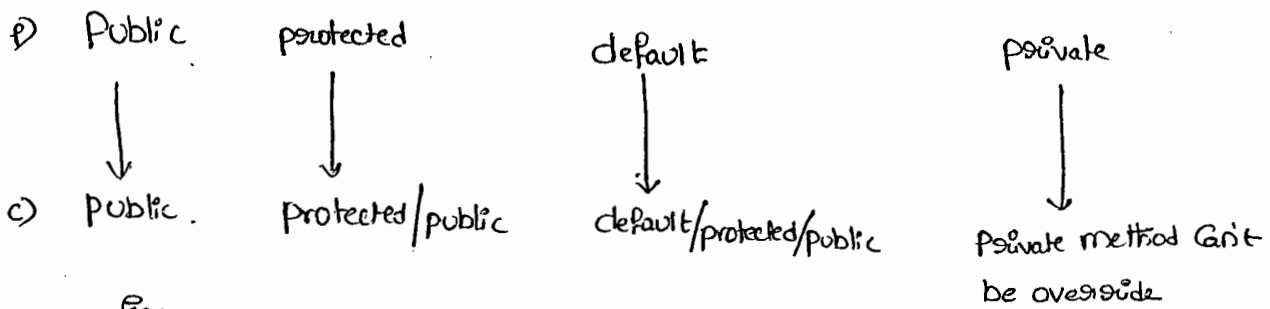 P) Public protected default private
c) public. protected/public default/protected/public private method Can't
be override